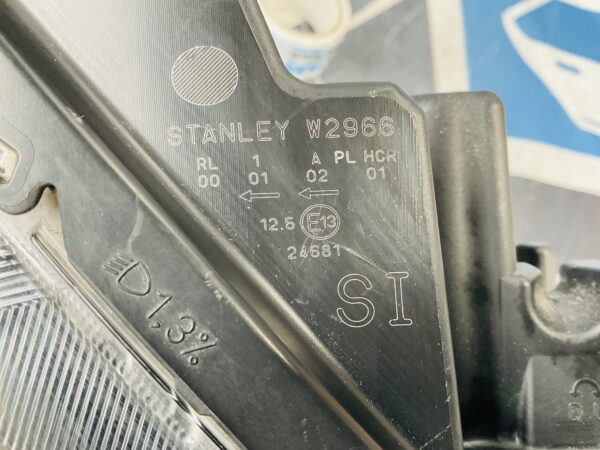 STANLEY W2966
RL 1 A PL HCR
00 01 02 01
← ←
12.5 E13
24681
SI
1,3%